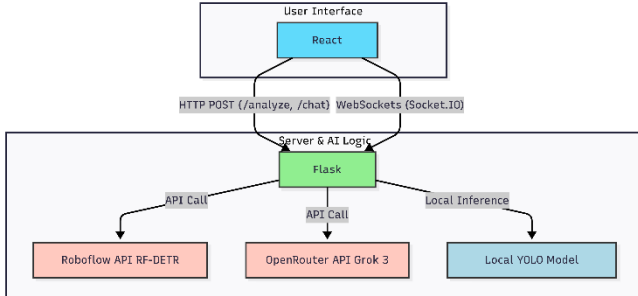 User Interface
React
HTTP POST (/analyze, /chat)
WebSockets (Socket.IO)
Server & AI Logic
Flask
API Call
API Call
Local Inference
Roboflow API RF-DETR
OpenRouter API Grok 3
Local YOLO Model